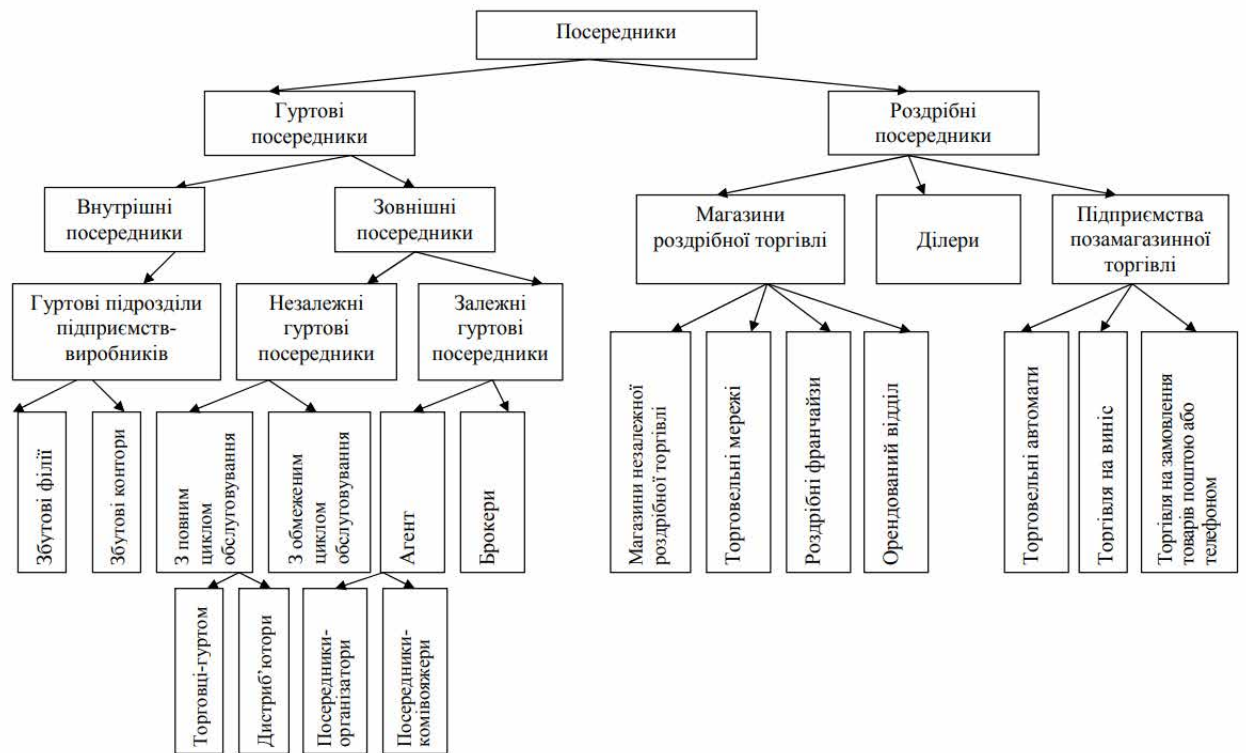 Посередники
Гуртові
посередники
Роздрібні
посередники
Внутрішні
посередники
Зовнішні
посередники
Магазини
роздрібної торгівлі
Ділери
Підприємства
позамагазинної
торгівлі
Гуртові підрозділи
підприємств-
виробників
Незалежні
гуртові
посередники
Залежні
гуртові
посередники
Збутові філії
Збутові контори
З повним
циклом
обслуговування
З обмеженим
циклом
обслуговування
Агент
Брокери
Магазини незалежної
роздрібної торгівлі
Торговельні мережі
Роздрібні франчайзи
Орендований відділ
Торговельні автомати
Торгівля на виніс
Торгівля на замовлення
товарів поштою або
телефоном
Торговці-гуртом
Дистриб’ютори
Посередники-
організатори
Посередники-
комівояжери